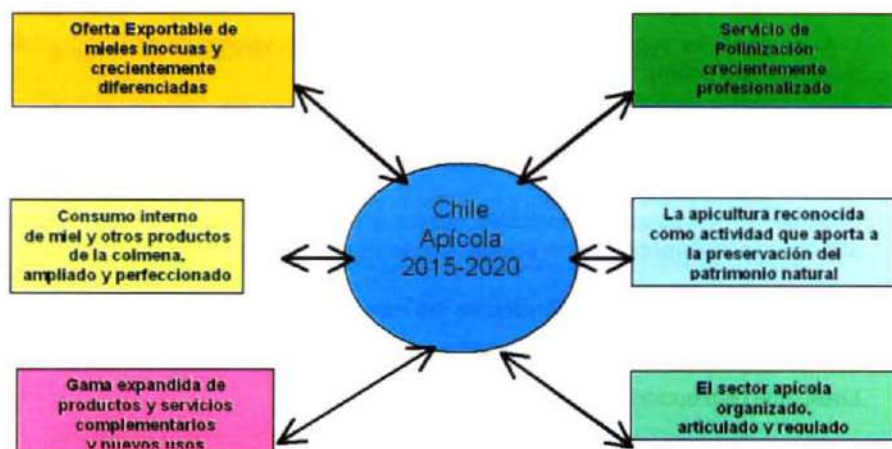 Oferta Exportable de
mieles inocuas y
crecientemente
diferenciadas
Servicio de
Polinización
crecientemente
profesionalizado
Consumo interno
de miel y otros productos
de la colmena,
ampliado y perfeccionado
Chile
Apícola
2015-2020
La apicultura reconocida
como actividad que aporta a
la preservación del
patrimonio natural
Gama expandida de
productos y servicios
complementarios
y nuevos usos
El sector apícola
organizado,
articulado y regulado